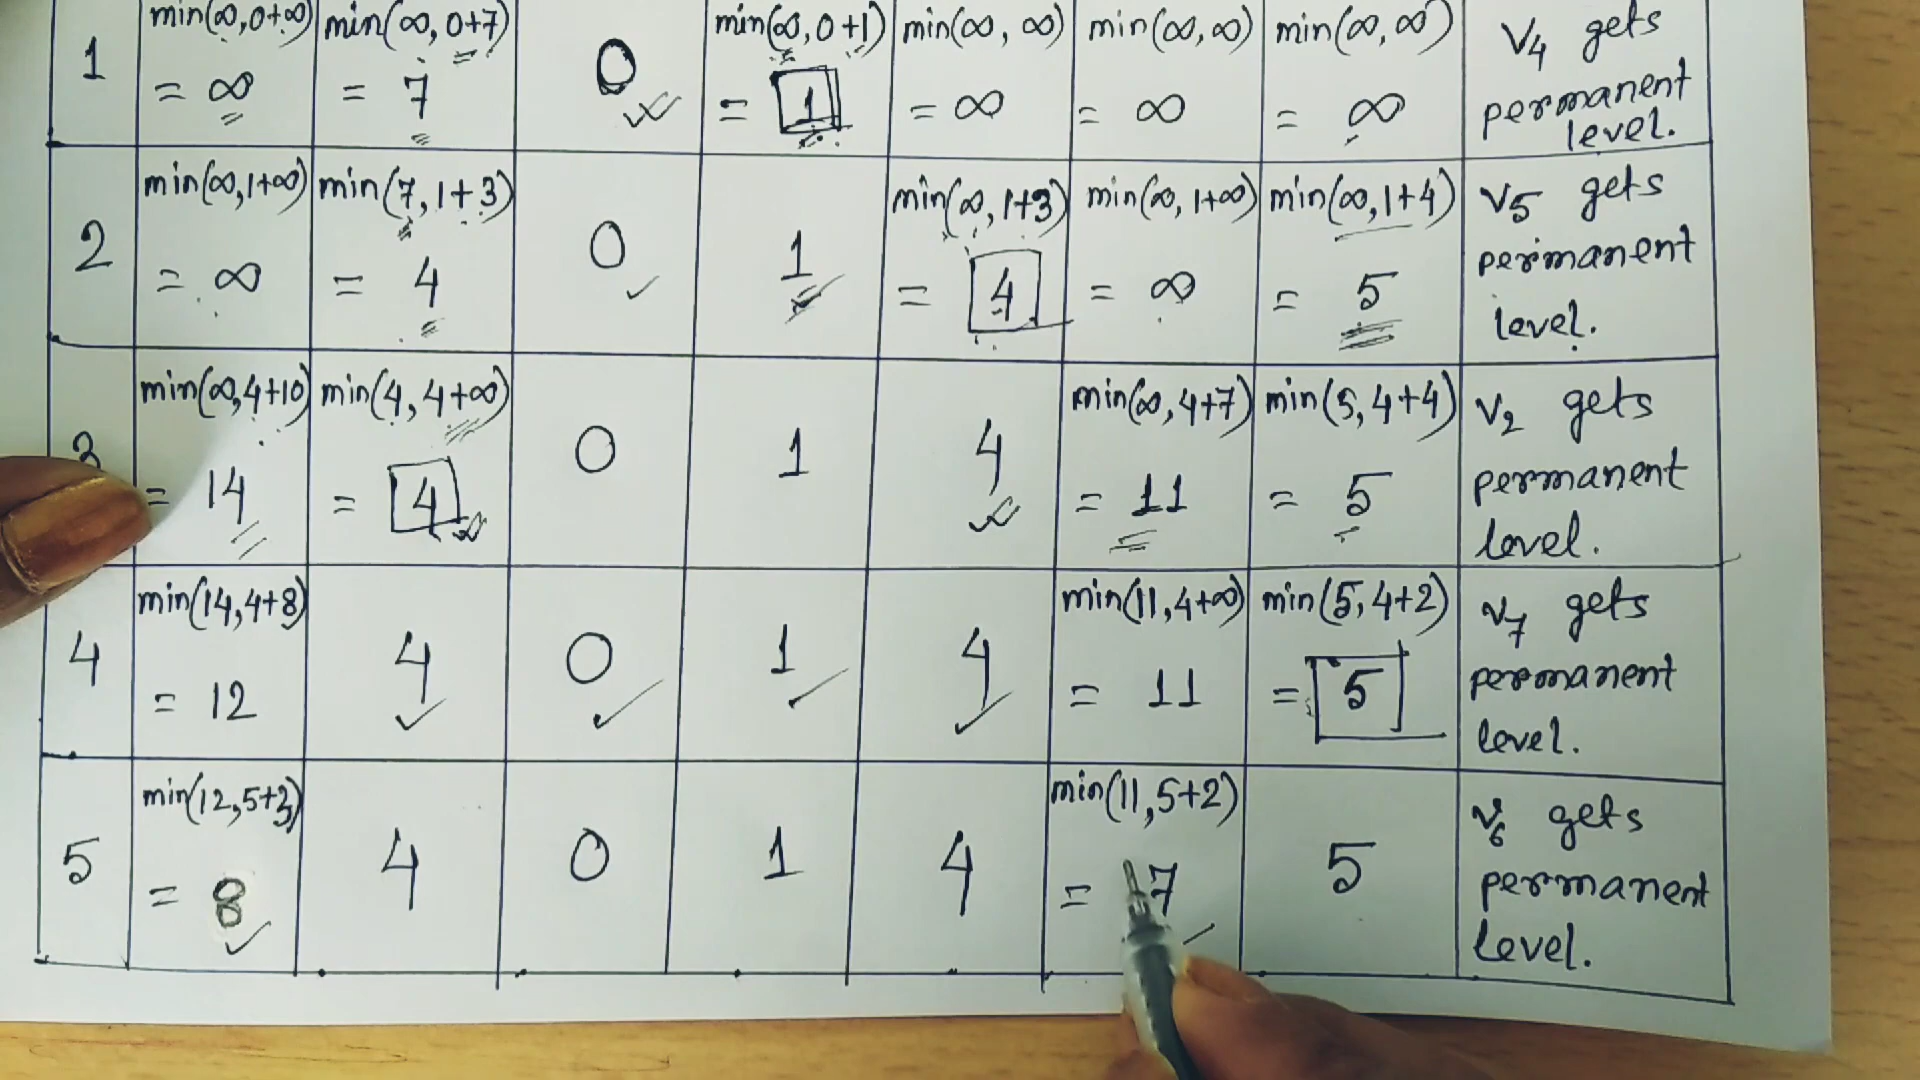 1
min(∞,0+∞)
= ∞
min(∞, 0+7)
= 7
0
min(∞,0+1)
= 1
min(∞, ∞)
= ∞
min(∞,∞)
= ∞
min(∞,∞)
= ∞
V4 gets
permanent
level.
2
min(∞,1+∞)
= ∞
min(7,1+3)
= 4
0
1
min(∞,1+3)
= 4
min(∞,1+∞)
= ∞
min(∞,1+4)
= 5
V5 gets
permanent
level.
3
min(∞,4+10)
= 14
min(4, 4+∞)
= 4
0
1
4
min(∞,4+7)
= 11
min(5,4+4)
= 5
V2 gets
permanent
level.
4
min(14,4+8)
= 12
4
0
1
4
min(11,4+∞)
= 11
min(5,4+2)
= 5
V7 gets
permanent
level.
5
min(12,5+3)
= 8
4
0
1
4
min(11,5+2)
= 7
5
V6 gets
permanent
level.